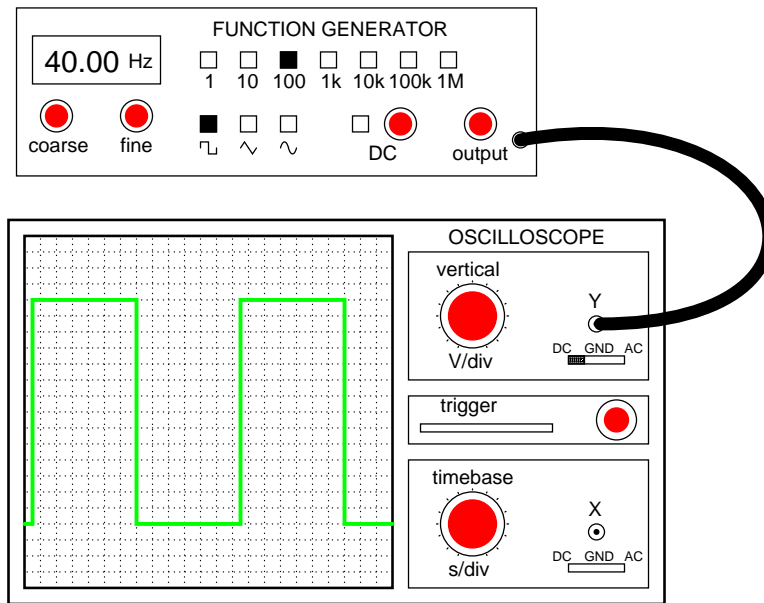 FUNCTION GENERATOR
40.00 Hz
1 10 100 1k 10k 100k 1M
coarse fine DC output
OSCILLOSCOPE
vertical
Y
V/div
DC GND AC
trigger
timebase
X
s/div
DC GND AC